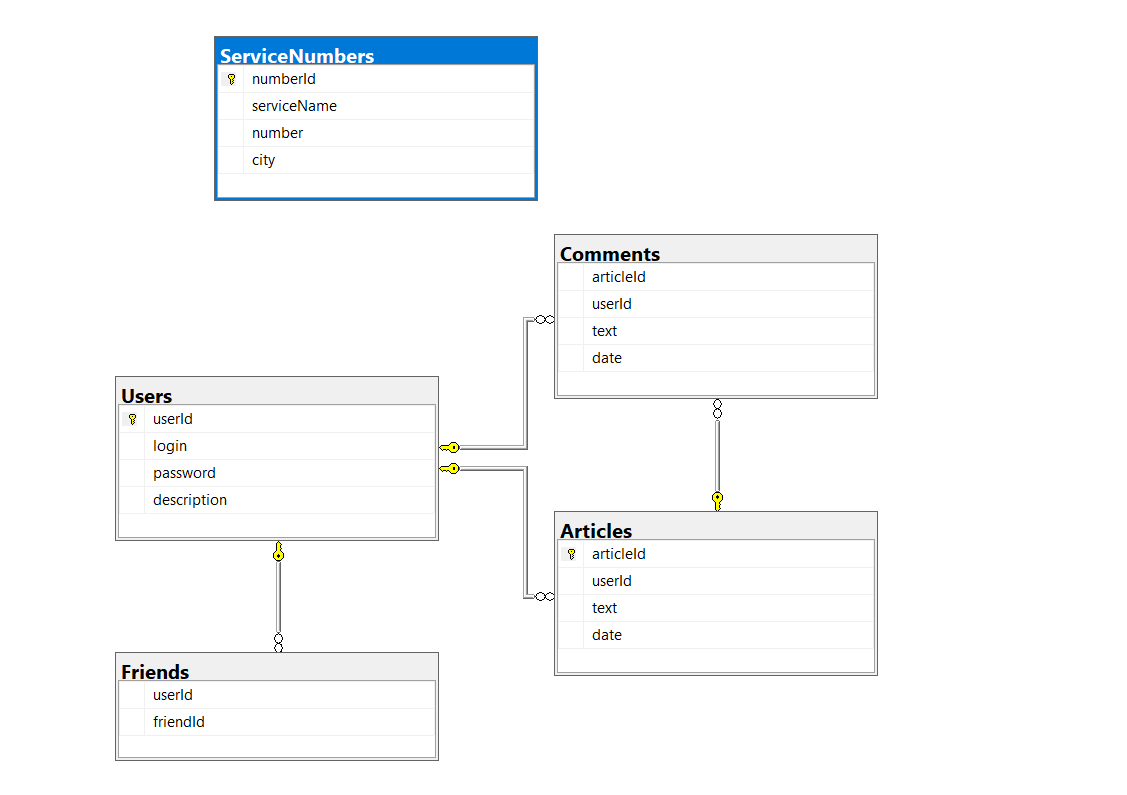 ServiceNumbers
numberId
serviceName
number
city
Comments
articleId
userId
text
date
Users
userId
login
password
description
Articles
articleId
userId
text
date
Friends
userId
friendId